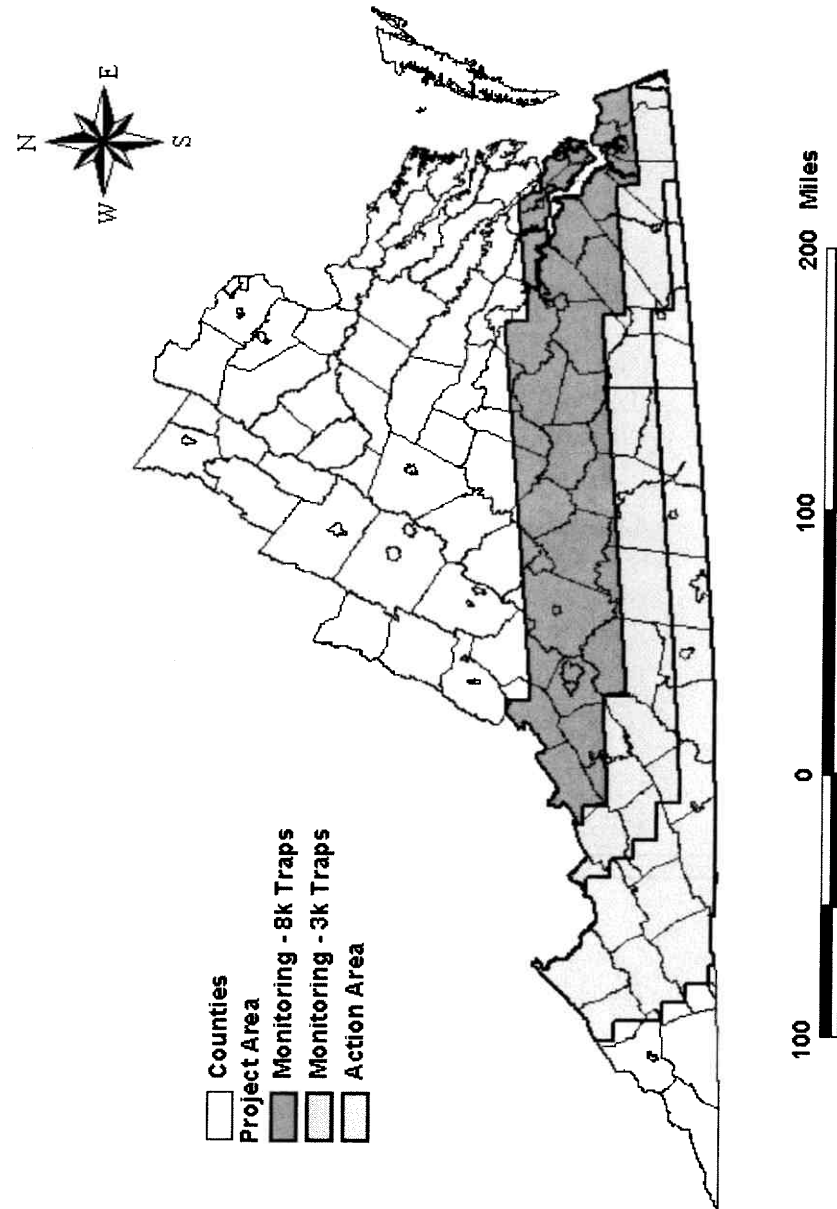 N
W
E
S
Counties
Project Area
Monitoring - 8k Traps
Monitoring - 3k Traps
Action Area
100
0
100
200 Miles